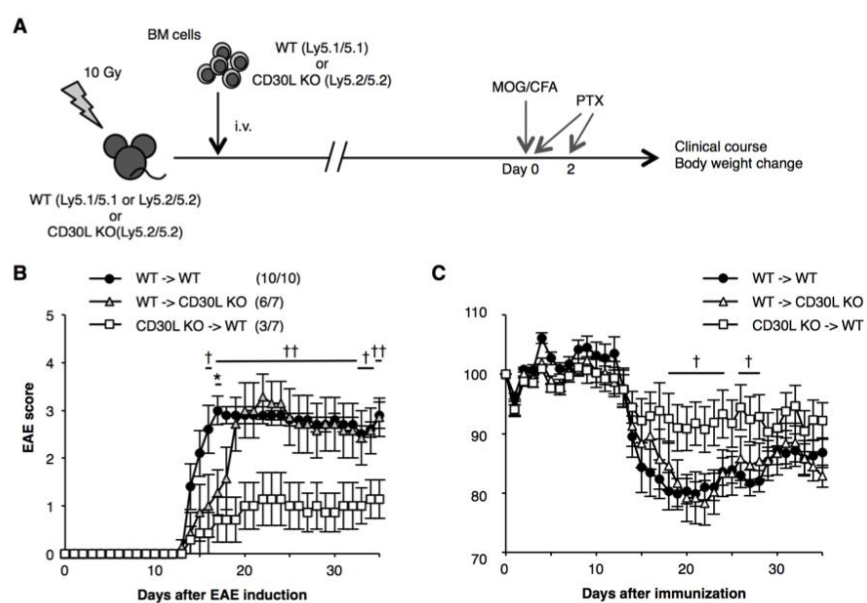 A
BM cells
WT (Ly5.1/5.1)
or
CD30L KO (Ly5.2/5.2)
10 Gy
i.v.
MOG/CFA
PTX
Day 0
2
Clinical course
Body weight change
WT (Ly5.1/5.1 or Ly5.2/5.2)
or
CD30L KO(Ly5.2/5.2)
B
WT -> WT (10/10)
WT -> CD30L KO (6/7)
CD30L KO -> WT (3/7)
5
4
3
2
1
0
EAE score
†
††
†
††
*
0
10
20
30
Days after EAE induction
C
WT -> WT
WT -> CD30L KO
CD30L KO -> WT
110
100
90
80
70
†
†
0
10
20
30
Days after immunization